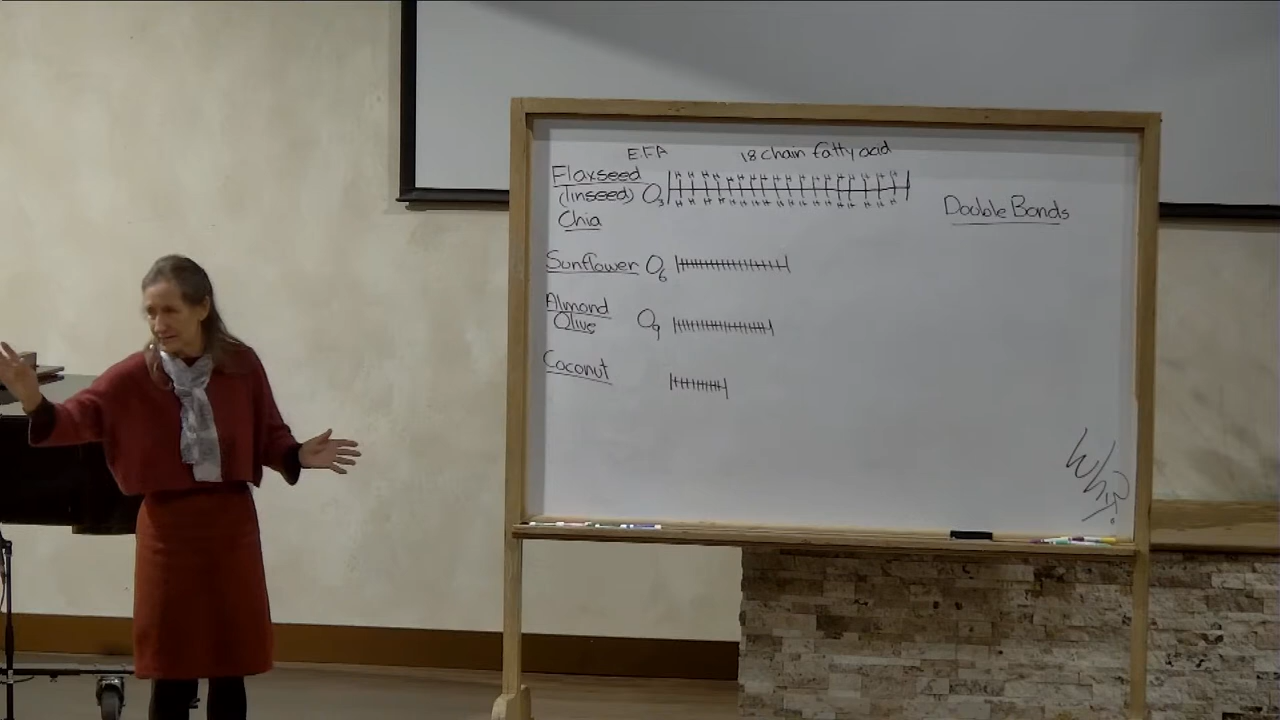 E.F.A 18 chain fatty acid
Flaxseed
(linseed) O3
Chia
Double Bonds
Sunflower O6
Almond
Olive O9
Coconut